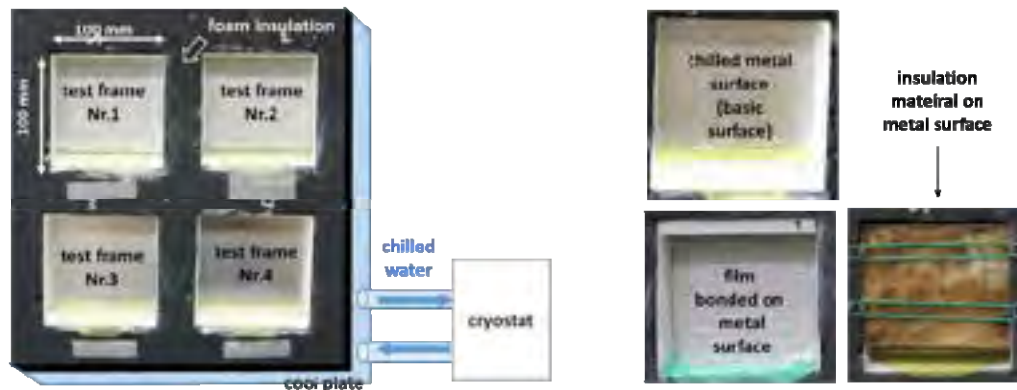 100 mm
foam insulation
100 mm
test frame
Nr.1
test frame
Nr.2
test frame
Nr.3
test frame
Nr.4
chilled
water
cryostat
cool plate
chilled metal
surface
(basic
surface)
film
bonded on
metal
surface
insulation
mateiral on
metal surface